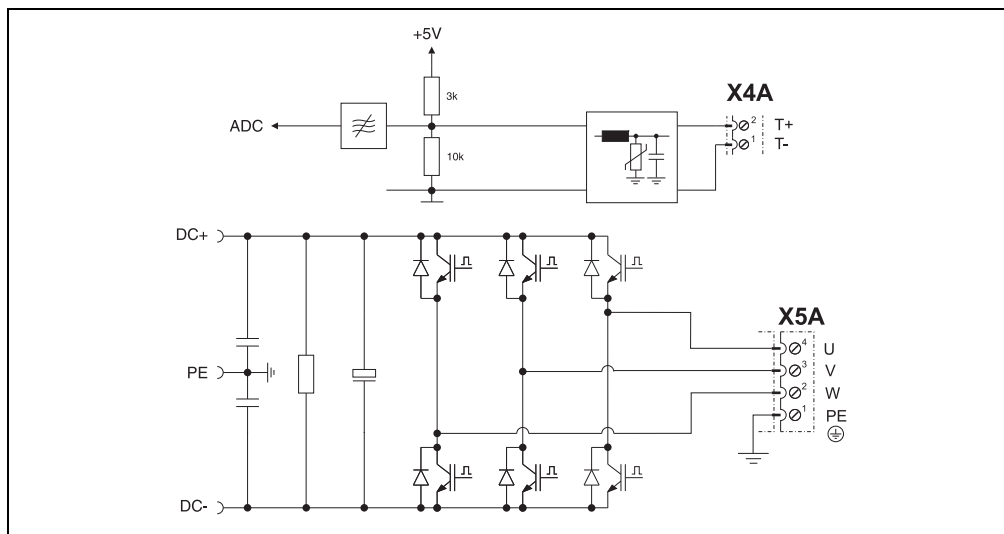 +5V
3k
X4A
ADC
2 T+
1 T-
10k
DC+
X5A
4 U
3 V
PE
2 W
1 PE
DC-